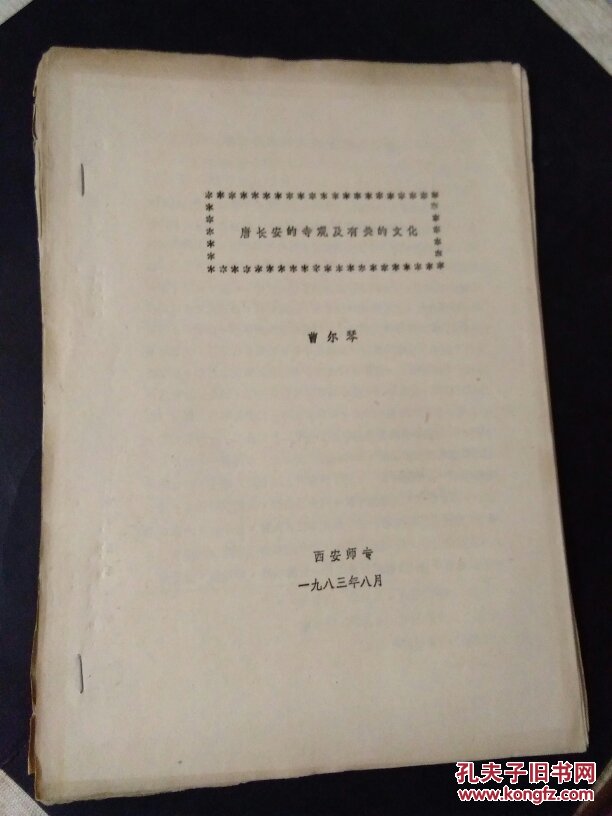 唐长安的寺观及有关的文化
曹尔琴
西安师专
一九八三年八月
孔夫子旧书网
www.kongfz.com